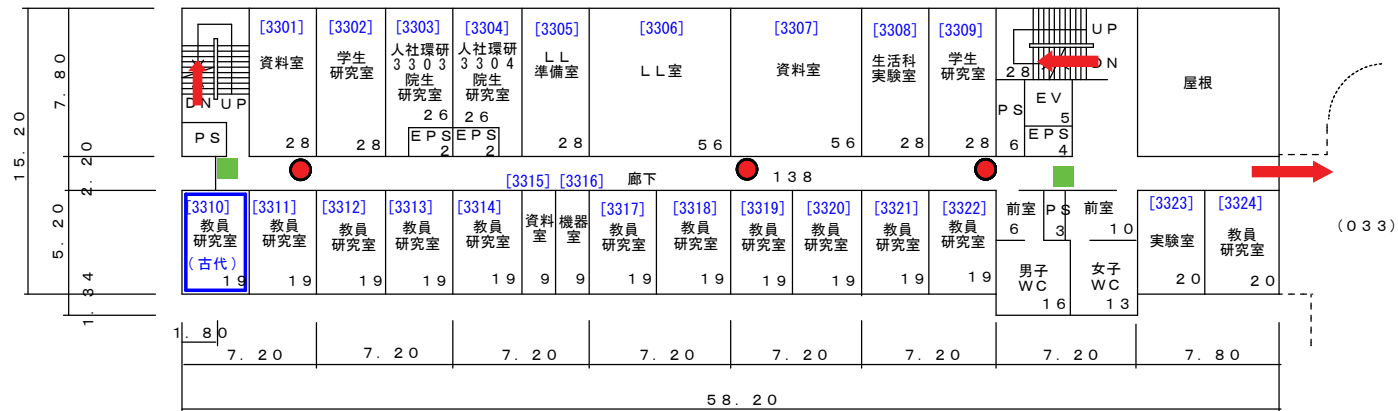 [3301] [3302] [3303] [3304] [3305] [3306] [3307] [3308] [3309]
資料室
学生
研究室
人社環研
3303
院生
研究室
人社環研
3304
院生
研究室
LL
準備室
LL室
資料室
生活科
実験室
学生
研究室
UP
DN
屋根
DN UP
PS
28
28
26
EPS
2
26
EPS
2
28
56
56
28
28
28
PS
6
EV
5
EPS
4
廊下 138
[3315] [3316]
[3310] [3311] [3312] [3313] [3314] [3317] [3318] [3319] [3320] [3321] [3322] [3323] [3324]
教員
研究室
(古代)
19
教員
研究室
19
教員
研究室
19
教員
研究室
19
教員
研究室
19
資料
室
9
機器
室
9
教員
研究室
19
教員
研究室
19
教員
研究室
19
教員
研究室
19
教員
研究室
19
教員
研究室
19
前室
6
PS
3
前室
10
男子
WC
16
女子
WC
13
実験室
20
教員
研究室
20
(033)
15.20
7.80
2.20
5.20
1.34
1.80
7.20 7.20 7.20 7.20 7.20 7.20 7.20 7.80
58.20